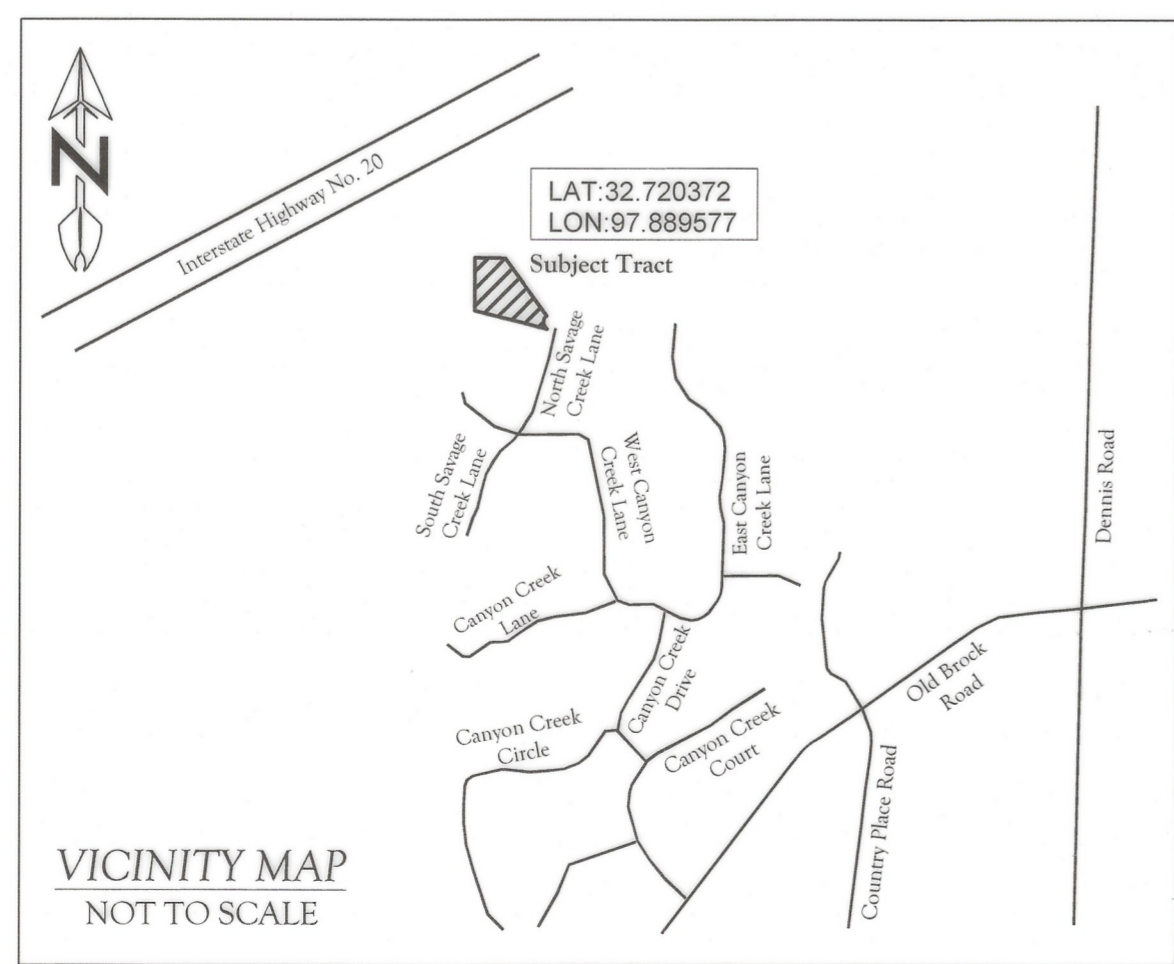 N
Interstate Highway No. 20
LAT:32.720372
LON:97.889577
Subject Tract
North Savage
Creek Lane
South Savage
Creek Lane
West Canyon
Creek Lane
East Canyon
Creek Lane
Dennis Road
Canyon Creek
Lane
Canyon Creek
Drive
Old Brock
Road
Canyon Creek
Circle
Canyon Creek
Court
Country Place Road
VICINITY MAP
NOT TO SCALE